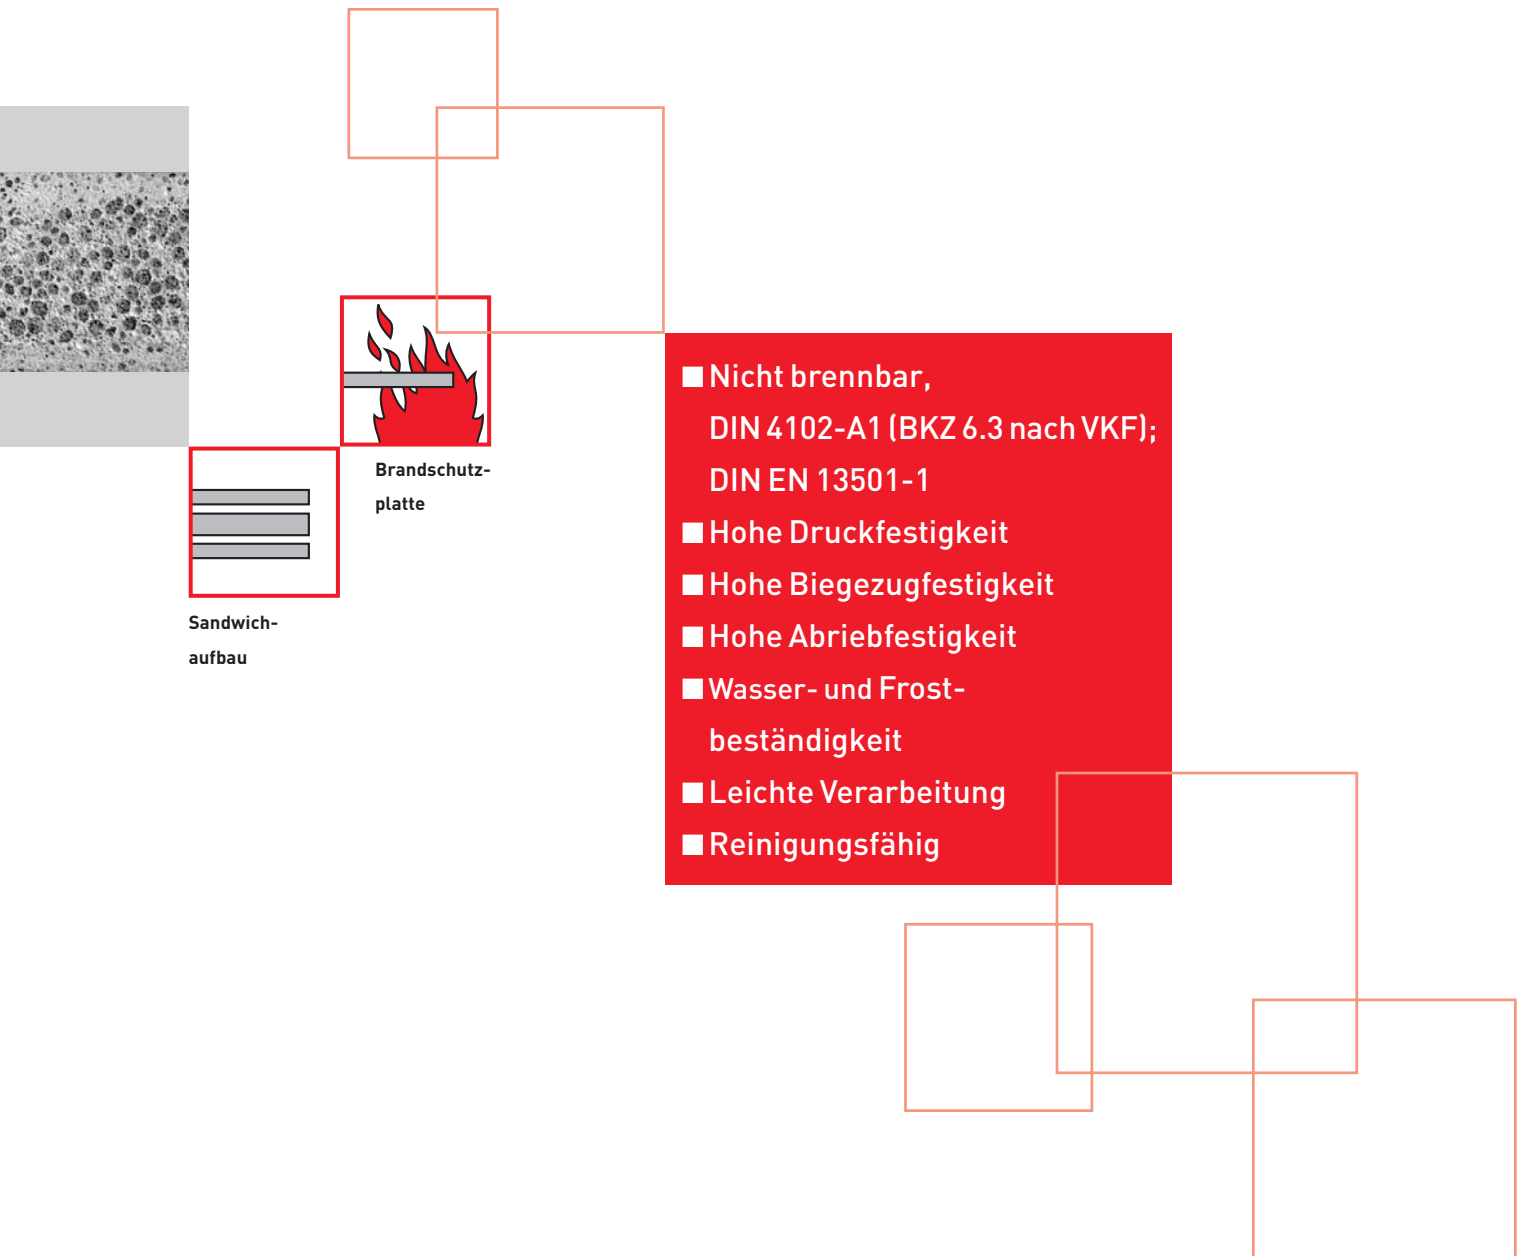 Brandschutz-
platte
Sandwich-
aufbau
Nicht brennbar,
DIN 4102-A1 (BKZ 6.3 nach VKF);
DIN EN 13501-1
Hohe Druckfestigkeit
Hohe Biegezugfestigkeit
Hohe Abriebfestigkeit
Wasser- und Frost-
beständigkeit
Leichte Verarbeitung
Reinigungsfähig